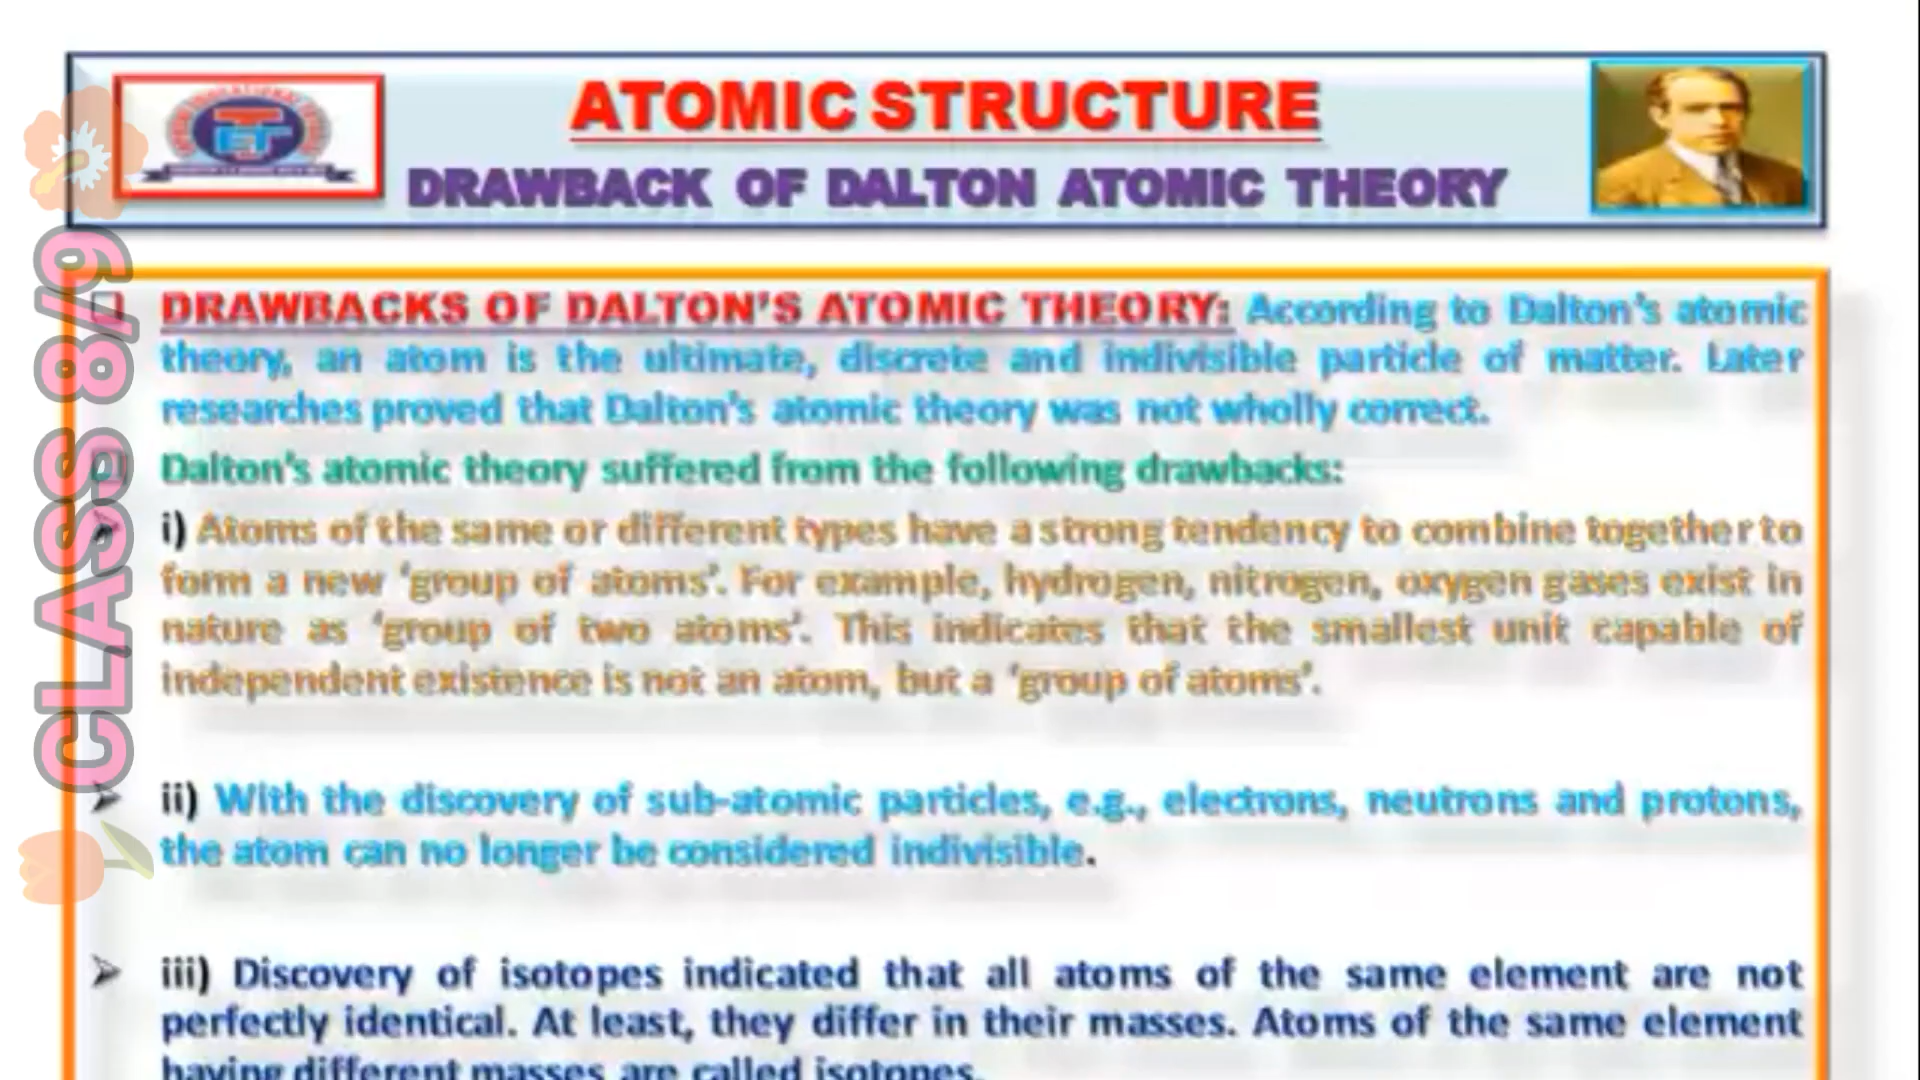 ATOMIC STRUCTURE
DRAWBACK OF DALTON ATOMIC THEORY
CLASS 8/9
DRAWBACKS OF DALTON'S ATOMIC THEORY: According to Dalton's atomic
theory, an atom is the ultimate, discrete and indivisible particle of matter. Later
researches proved that Dalton's atomic theory was not wholly correct.
Dalton's atomic theory suffered from the following drawbacks:
i) Atoms of the same or different types have a strong tendency to combine together to
form a new 'group of atoms'. For example, hydrogen, nitrogen, oxygen gases exist in
nature as 'group of two atoms'. This indicates that the smallest unit capable of
independent existence is not an atom, but a 'group of atoms'.
ii) With the discovery of sub-atomic particles, e.g., electrons, neutrons and protons,
the atom can no longer be considered indivisible.
iii) Discovery of isotopes indicated that all atoms of the same element are not
perfectly identical. At least, they differ in their masses. Atoms of the same element
having different masses are called isotopes.